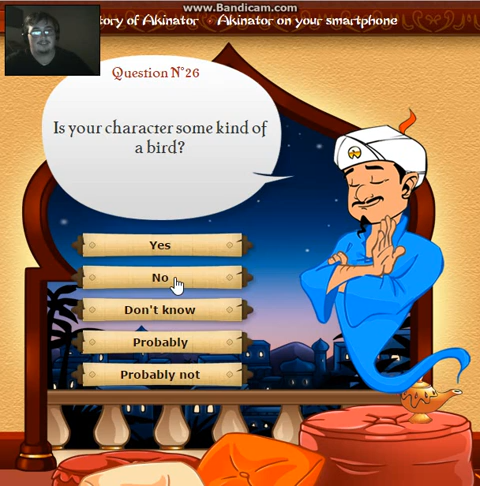 www.Bandicam.com
tory of Akinator Akinator on your smartphone
Question N°26
Is your character some kind of
a bird?
Yes
No
Don't know
Probably
Probably not